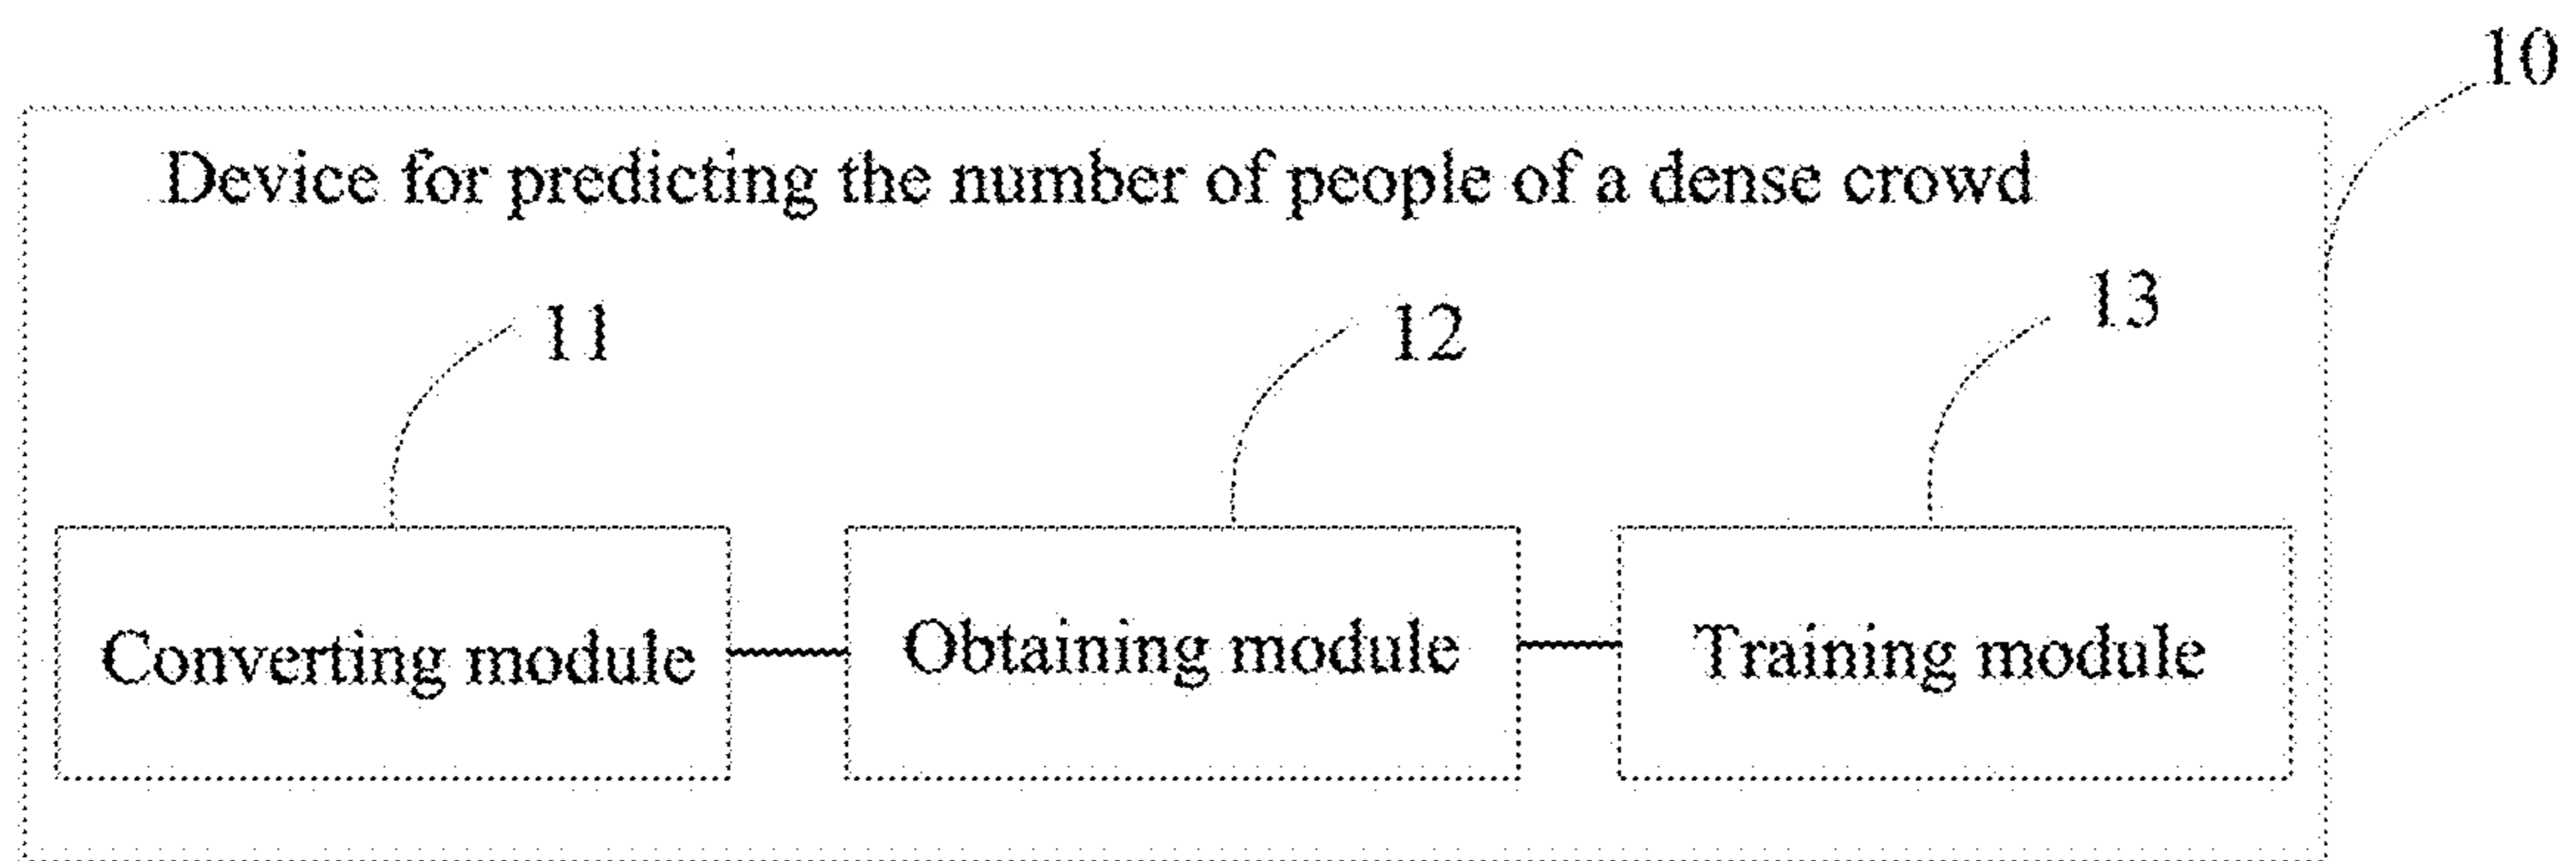 10
Device for predicting the number of people of a dense crowd
11
12
13
Converting module
Obtaining module
Training module